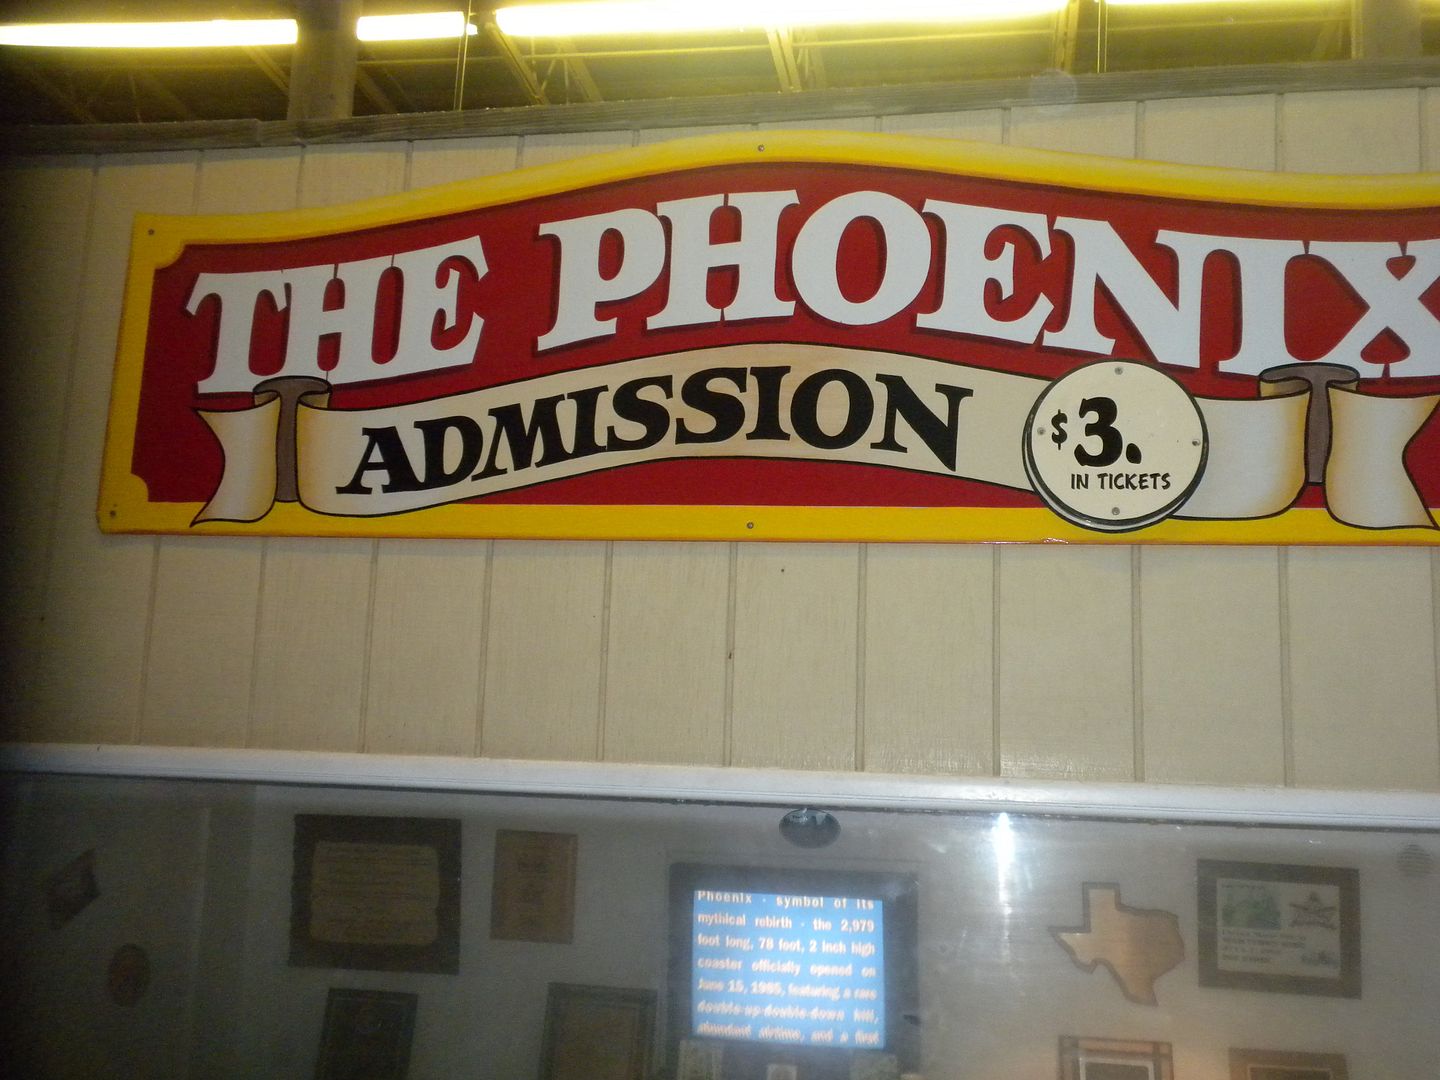 THE PHOENIX
ADMISSION
$3.
IN TICKETS
Phoenix - symbol of its
mythical rebirth - the 2,979
foot long, 78 foot, 2 inch high
coaster officially opened on
June 15, 1985, featuring a rare
double-up-double-down hill,
abundant airtime, and a first